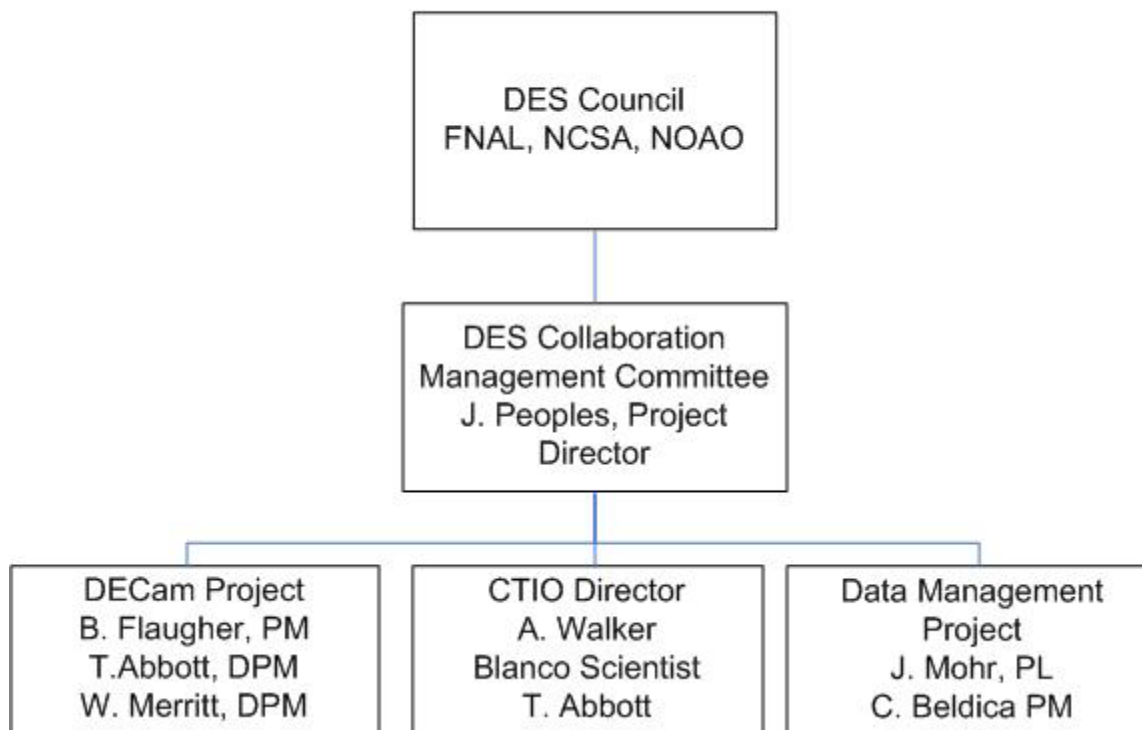 DES Council
FNAL, NCSA, NOAO
DES Collaboration
Management Committee
J. Peoples, Project
Director
DECam Project
B. Flaugher, PM
T.Abbott, DPM
W. Merritt, DPM
CTIO Director
A. Walker
Blanco Scientist
T. Abbott
Data Management
Project
J. Mohr, PL
C. Beldica PM